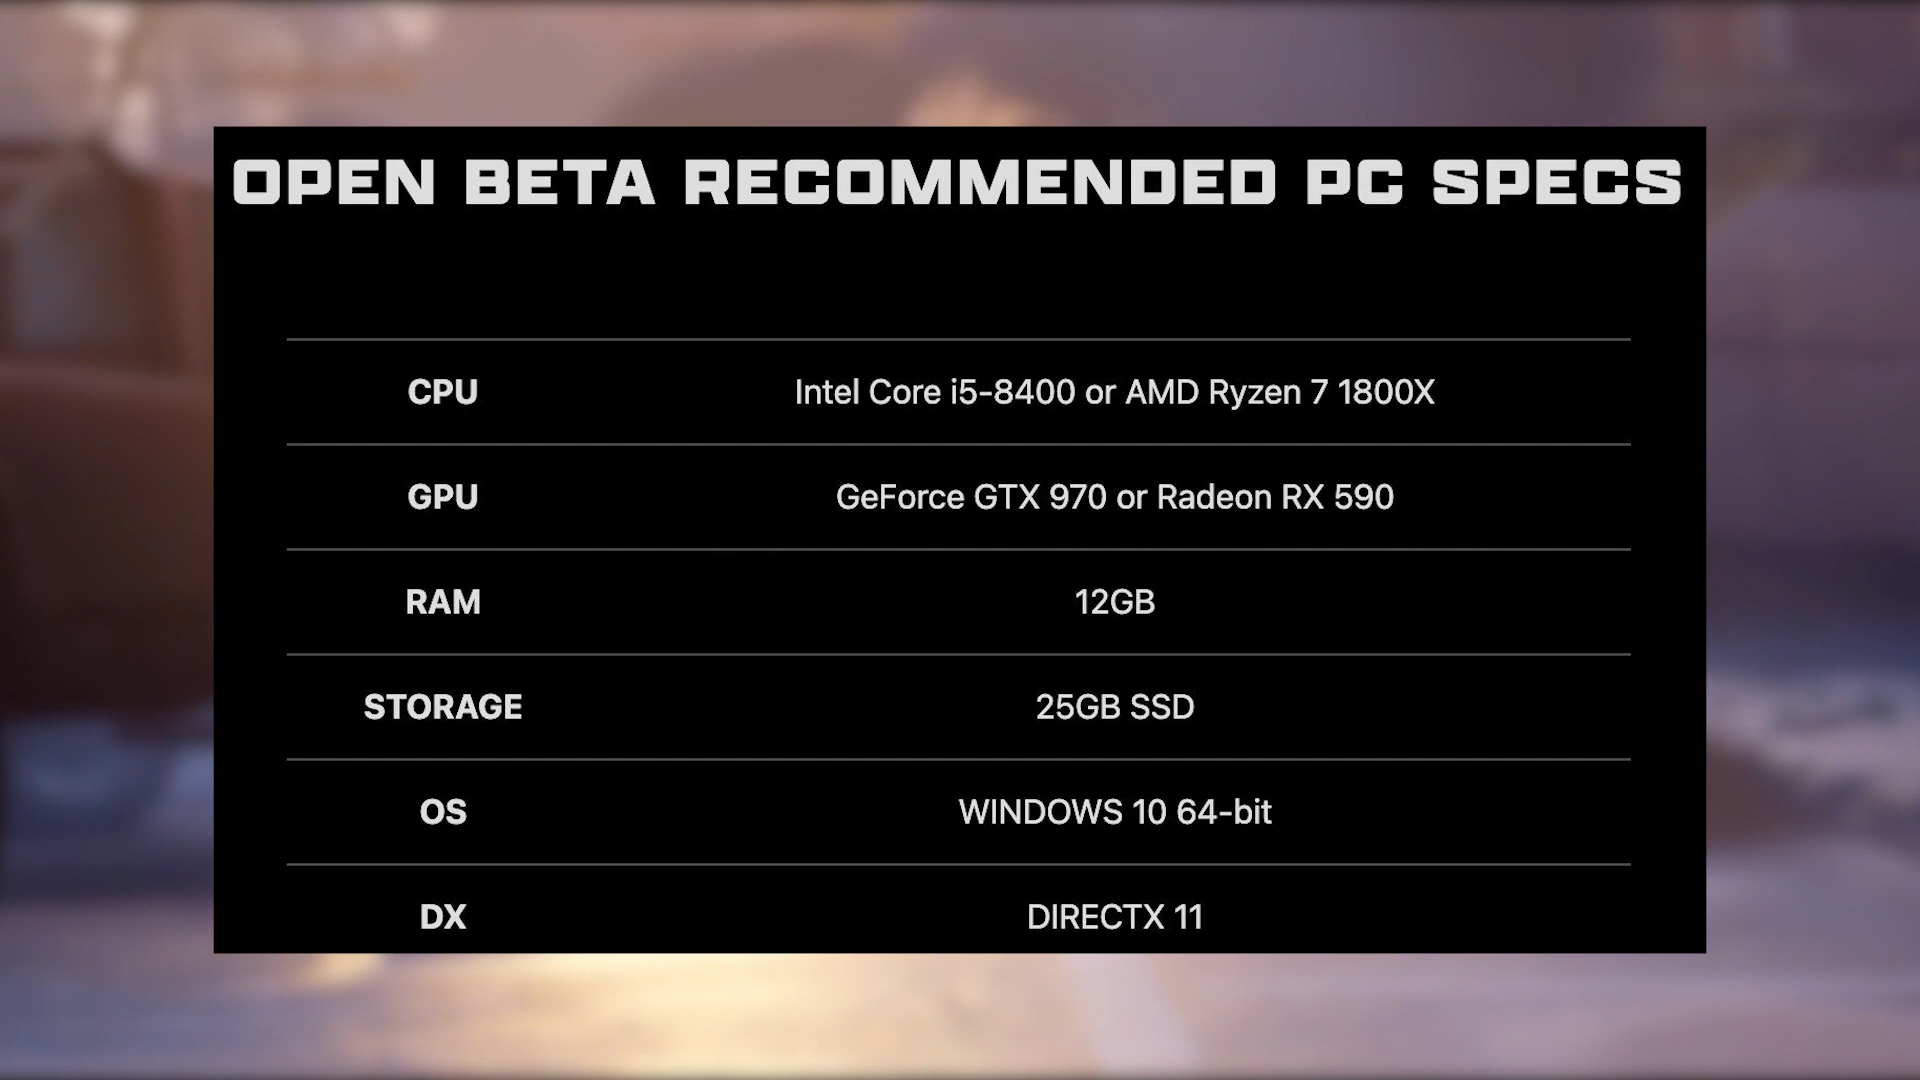 OPEN BETA RECOMMENDED PC SPECS
CPU Intel Core i5-8400 or AMD Ryzen 7 1800X
GPU GeForce GTX 970 or Radeon RX 590
RAM 12GB
STORAGE 25GB SSD
OS WINDOWS 10 64-bit
DX DIRECTX 11